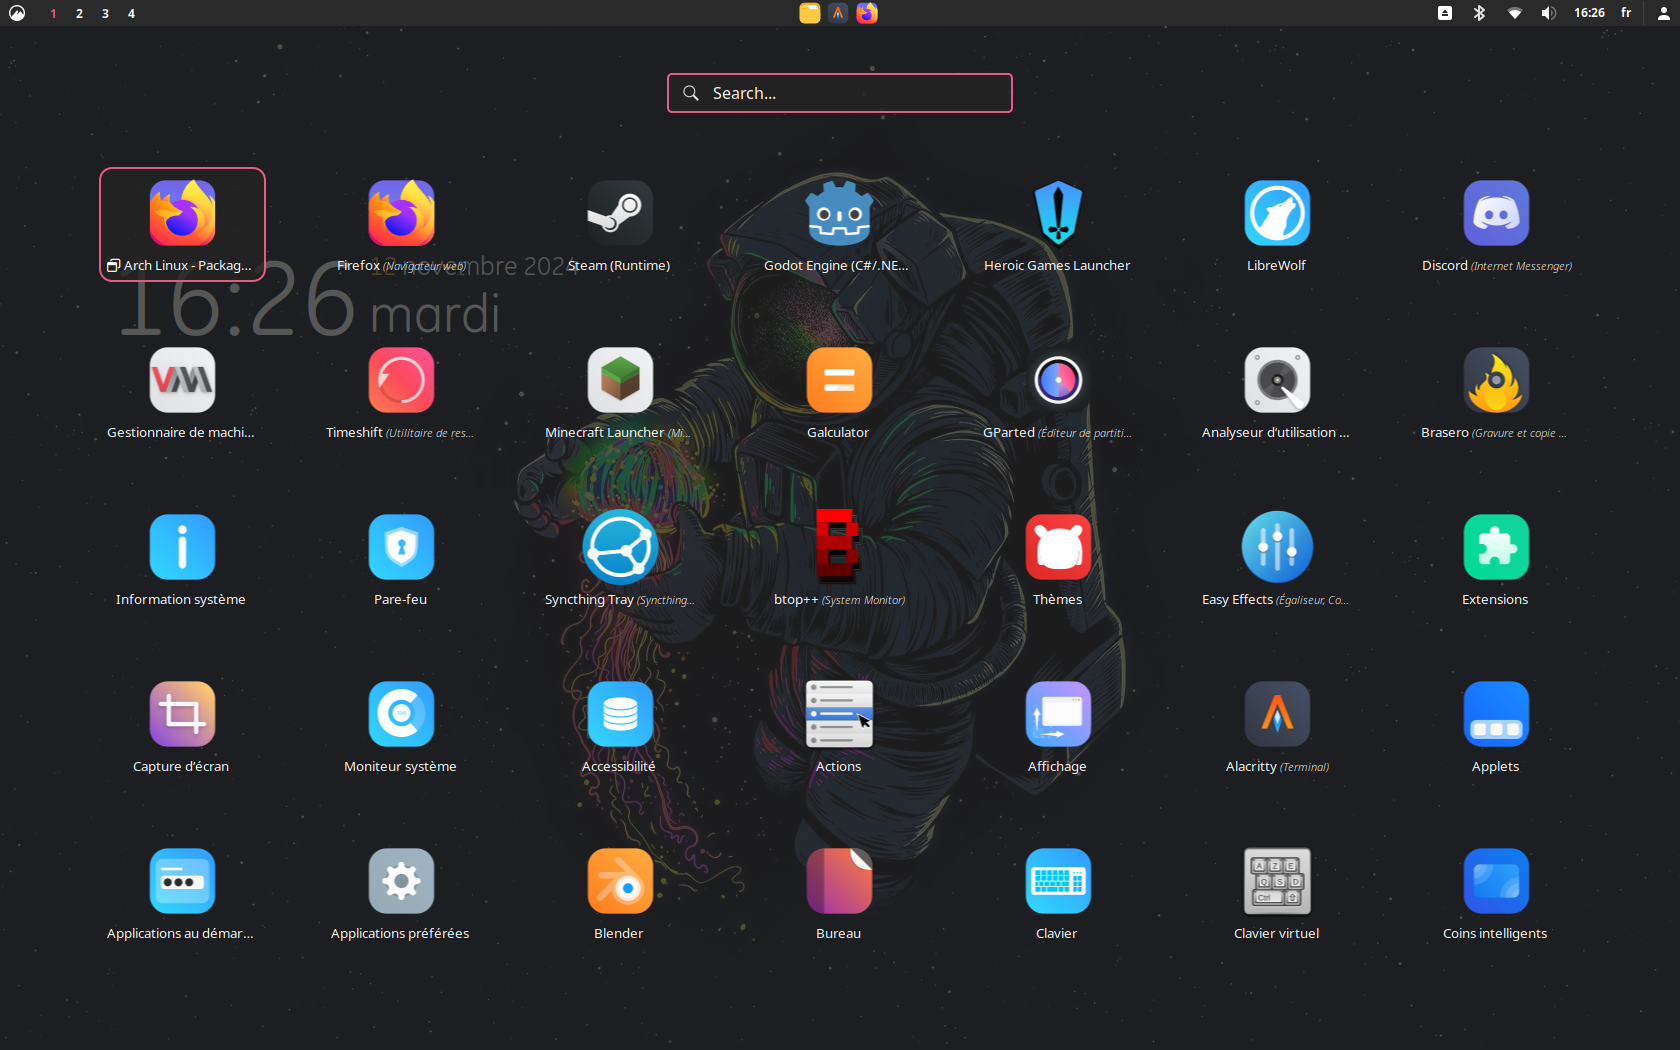 1 2 3 4
16:26 fr
Search...
Arch Linux - Packag...
Firefox (Navigateur web)
Steam (Runtime)
Godot Engine (C#/.NE...
Heroic Games Launcher
LibreWolf
Discord (Internet Messenger)
12 novembre 2024
16:26 mardi
Gestionnaire de machi...
Timeshift (Utilitaire de res...
Minecraft Launcher (Mi...
Galculator
GParted (Éditeur de partiti...
Analyseur d’utilisation ...
Brasero (Gravure et copie ...
Information système
Pare-feu
Syncthing Tray (Syncthing...
btop++ (System Monitor)
Thèmes
Easy Effects (Égaliseur, Co...
Extensions
Capture d’écran
Moniteur système
Accessibilité
Actions
Affichage
Alacritty (Terminal)
Applets
A Z E
Q S D
Ctrl
Applications au démar...
Applications préférées
Blender
Bureau
Clavier
Clavier virtuel
Coins intelligents